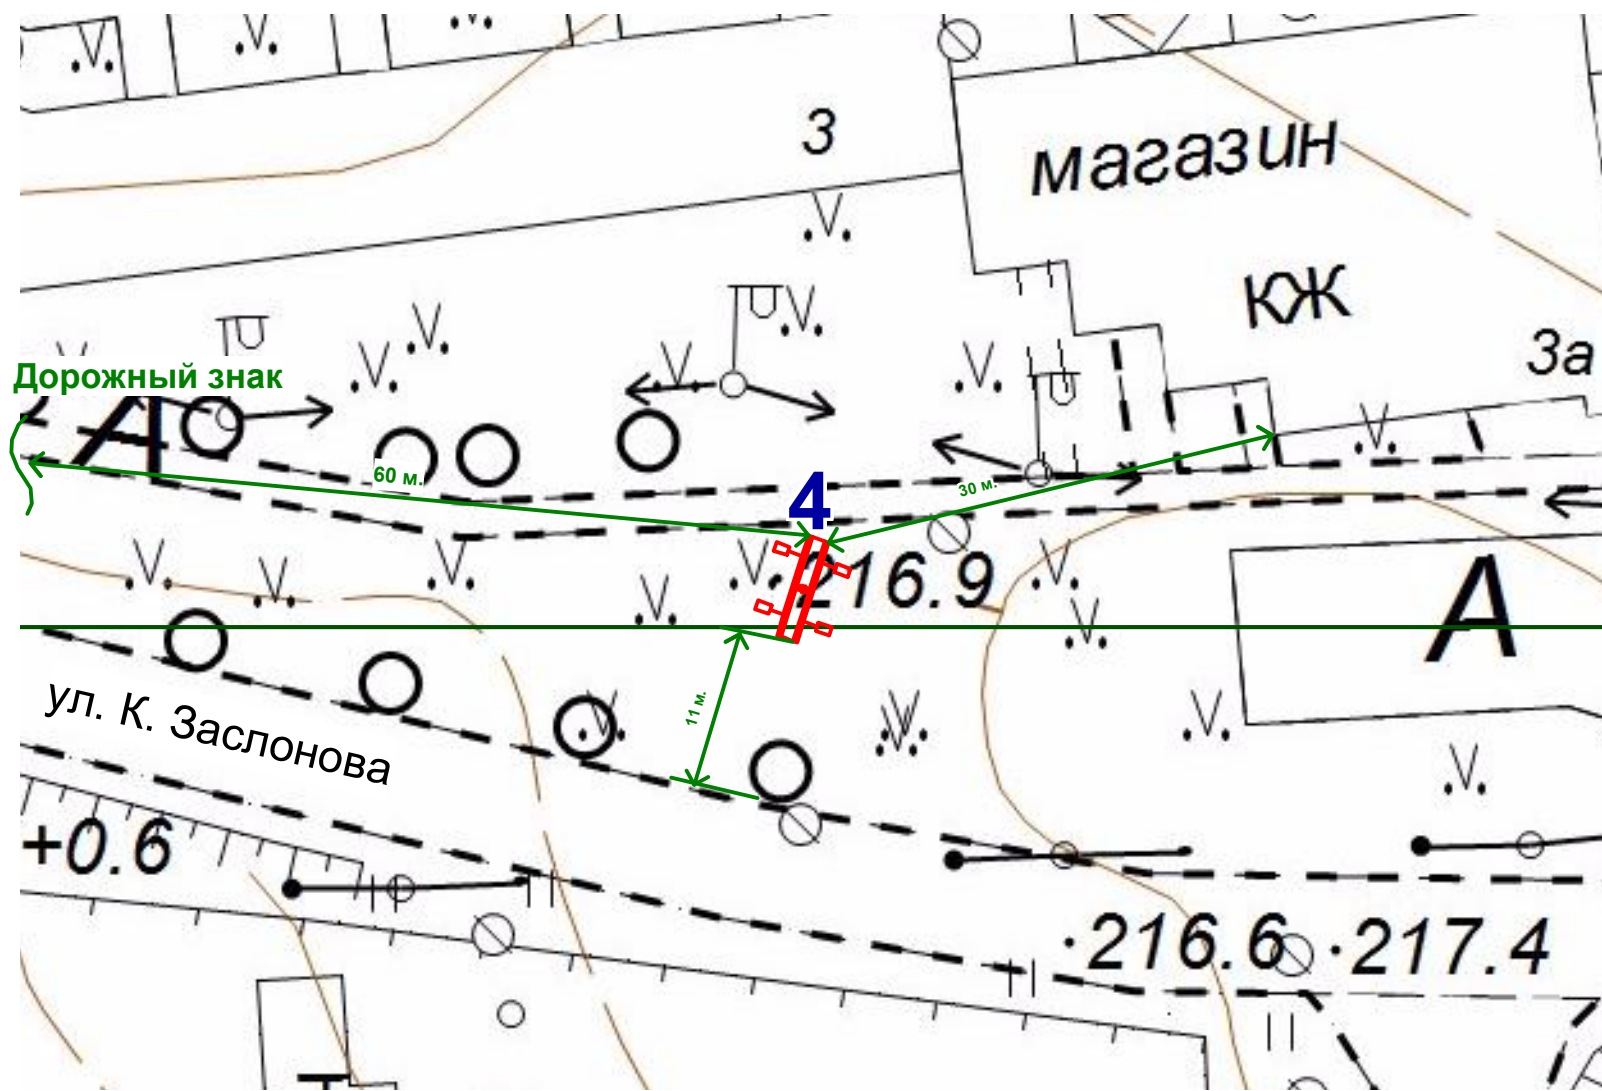 3
магазин
КЖ
3а
Дорожный знак
А
60 м.
30 м.
4
216.9
А
11 м.
ул. К. Заслонова
+0.6
216.6
217.4